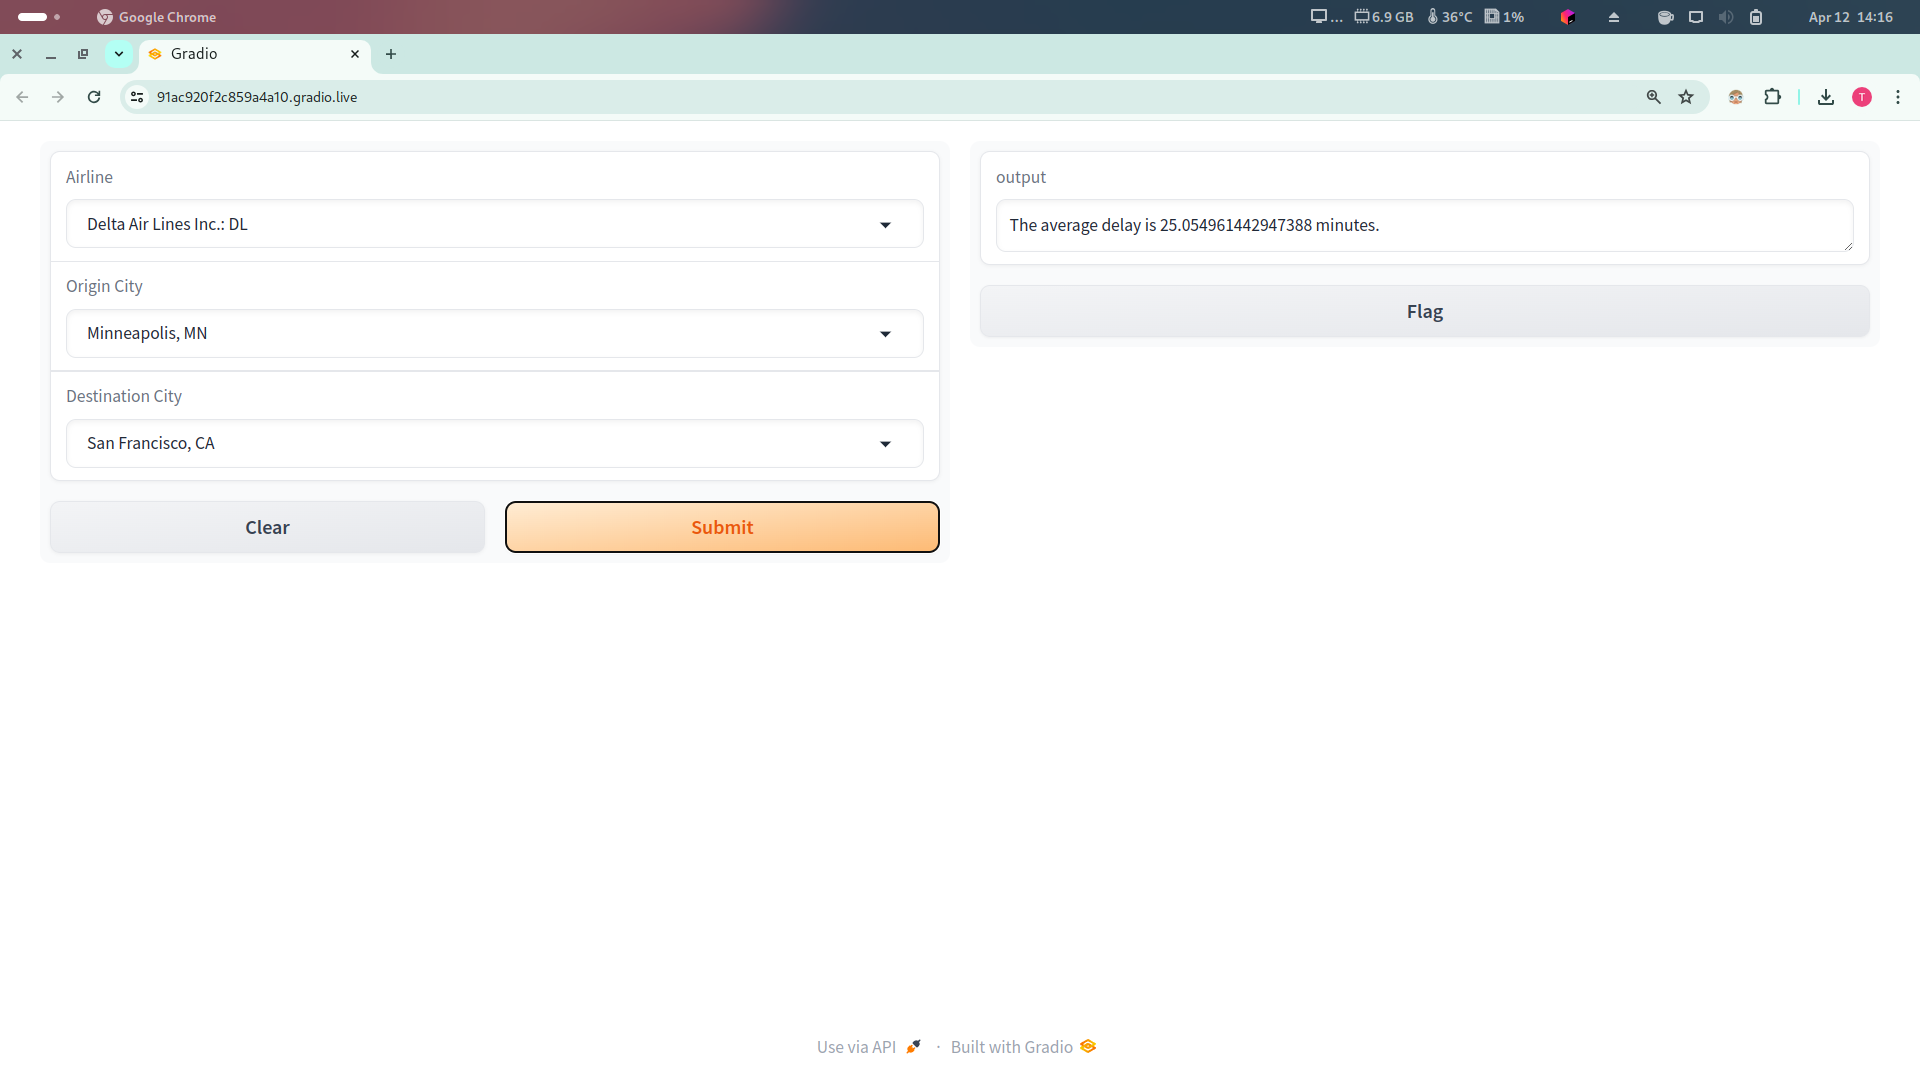 Google Chrome
... 6.9 GB 36°C 1% Apr 12 14:16
Gradio
91ac920f2c859a4a10.gradio.live
T
Airline
Delta Air Lines Inc.: DL
Origin City
Minneapolis, MN
Destination City
San Francisco, CA
Clear Submit
output
The average delay is 25.054961442947388 minutes.
Flag
Use via API · Built with Gradio